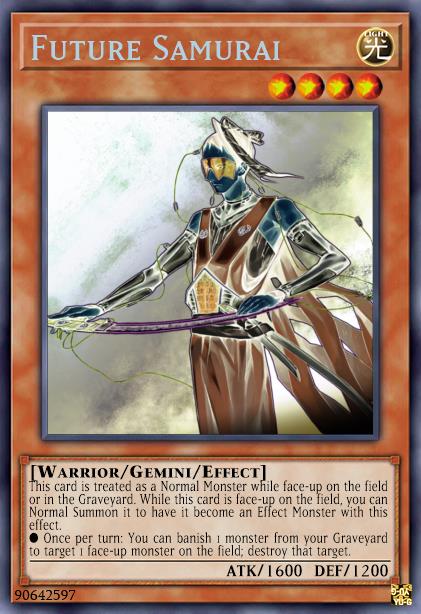 Future Samurai
LIGHT
光
[Warrior/Gemini/Effect]
This card is treated as a Normal Monster while face-up on the field
or in the Graveyard. While this card is face-up on the field, you can
Normal Summon it to have it become an Effect Monster with this
effect.
● Once per turn: You can banish 1 monster from your Graveyard
to target 1 face-up monster on the field; destroy that target.
ATK/1600 DEF/1200
90642597